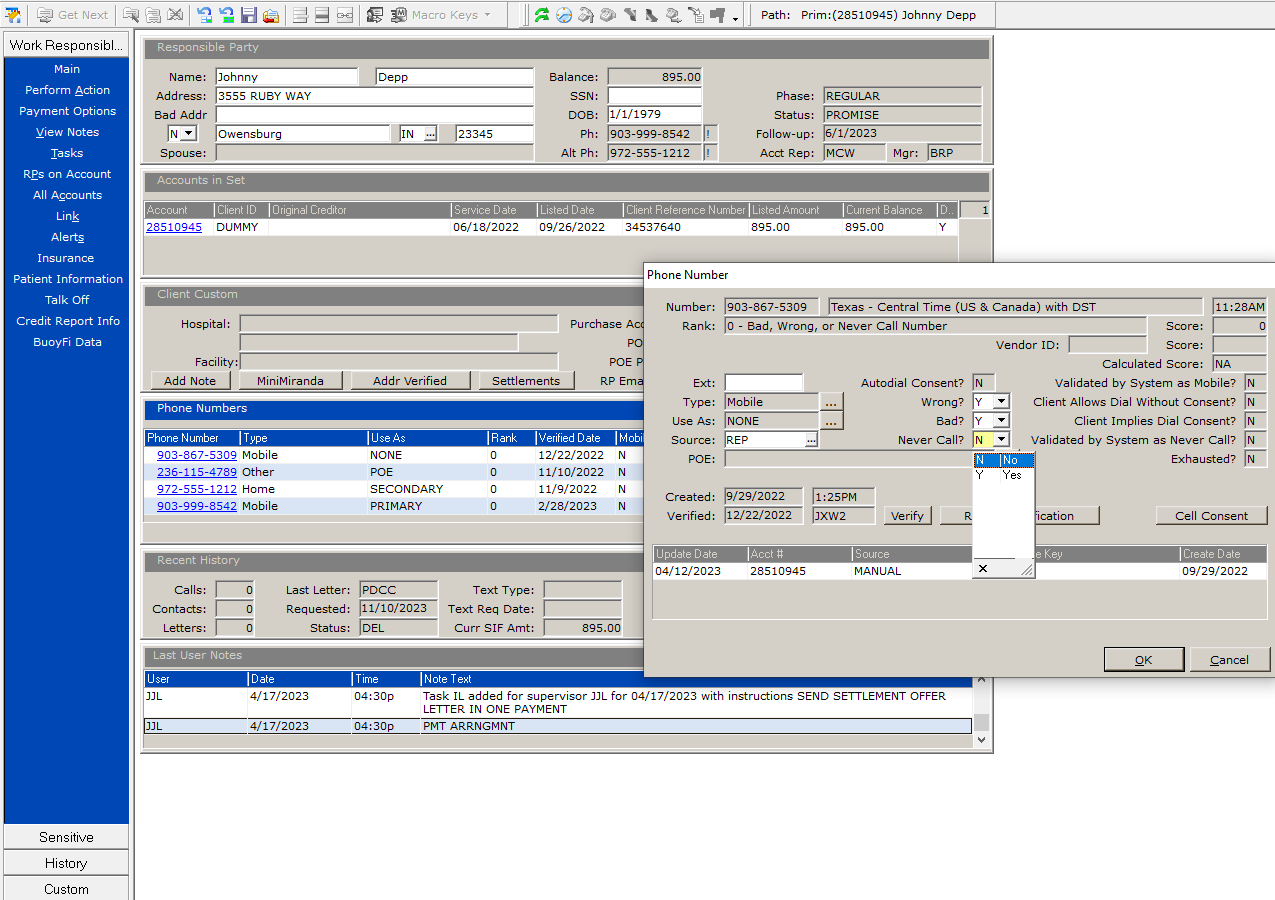 Get Next Macro Keys Path: Prim:(28510945) Johnny Depp
Work Responsibl...
Main
Perform Action
Payment Options
View Notes
Tasks
RPs on Account
All Accounts
Link
Alerts
Insurance
Patient Information
Talk Off
Credit Report Info
BuoyFi Data
Sensitive
History
Custom
Responsible Party
Name: Johnny Depp Balance: 895.00
Address: 3555 RUBY WAY SSN: Phase: REGULAR
Bad Addr DOB: 1/1/1979 Status: PROMISE
N Owensburg IN ... 23345 Ph: 903-999-8542 ! Follow-up: 6/1/2023
Spouse: Alt Ph: 972-555-1212 ! Acct Rep: MCW Mgr: BRP
Accounts in Set
Account Client ID Original Creditor Service Date Listed Date Client Reference Number Listed Amount Current Balance D.. 1
28510945 DUMMY 06/18/2022 09/26/2022 34537640 895.00 895.00 Y
Client Custom
Hospital: Purchase Acc
PO
Facility: POE P
Add Note MiniMiranda Addr Verified Settlements RP Ema
Phone Numbers
Phone Number Type Use As Rank Verified Date Mobi
903-867-5309 Mobile NONE 0 12/22/2022 N
236-115-4789 Other POE 0 11/10/2022 N
972-555-1212 Home SECONDARY 0 11/9/2022 N
903-999-8542 Mobile PRIMARY 0 2/28/2023 N
Recent History
Calls: 0 Last Letter: PDCC Text Type:
Contacts: 0 Requested: 11/10/2023 Text Req Date:
Letters: 0 Status: DEL Curr SIF Amt: 895.00
Last User Notes
User Date Time Note Text
JJL 4/17/2023 04:30p Task IL added for supervisor JJL for 04/17/2023 with instructions SEND SETTLEMENT OFFER
LETTER IN ONE PAYMENT
JJL 4/17/2023 04:30p PMT ARRNGMNT
Phone Number
Number: 903-867-5309 Texas - Central Time (US & Canada) with DST 11:28AM
Rank: 0 - Bad, Wrong, or Never Call Number Score: 0
Vendor ID: Score:
Calculated Score: NA
Ext: Autodial Consent? N Validated by System as Mobile? N
Type: Mobile ... Wrong? Y Client Allows Dial Without Consent? N
Use As: NONE ... Bad? Y Client Implies Dial Consent? N
Source: REP ... Never Call? N Validated by System as Never Call? N
POE: N No Exhausted? N
Y Yes
Created: 9/29/2022 1:25PM
Verified: 12/22/2022 JXW2 Verify R ication Cell Consent
Update Date Acct # Source e Key Create Date
04/12/2023 28510945 MANUAL 09/29/2022
OK Cancel